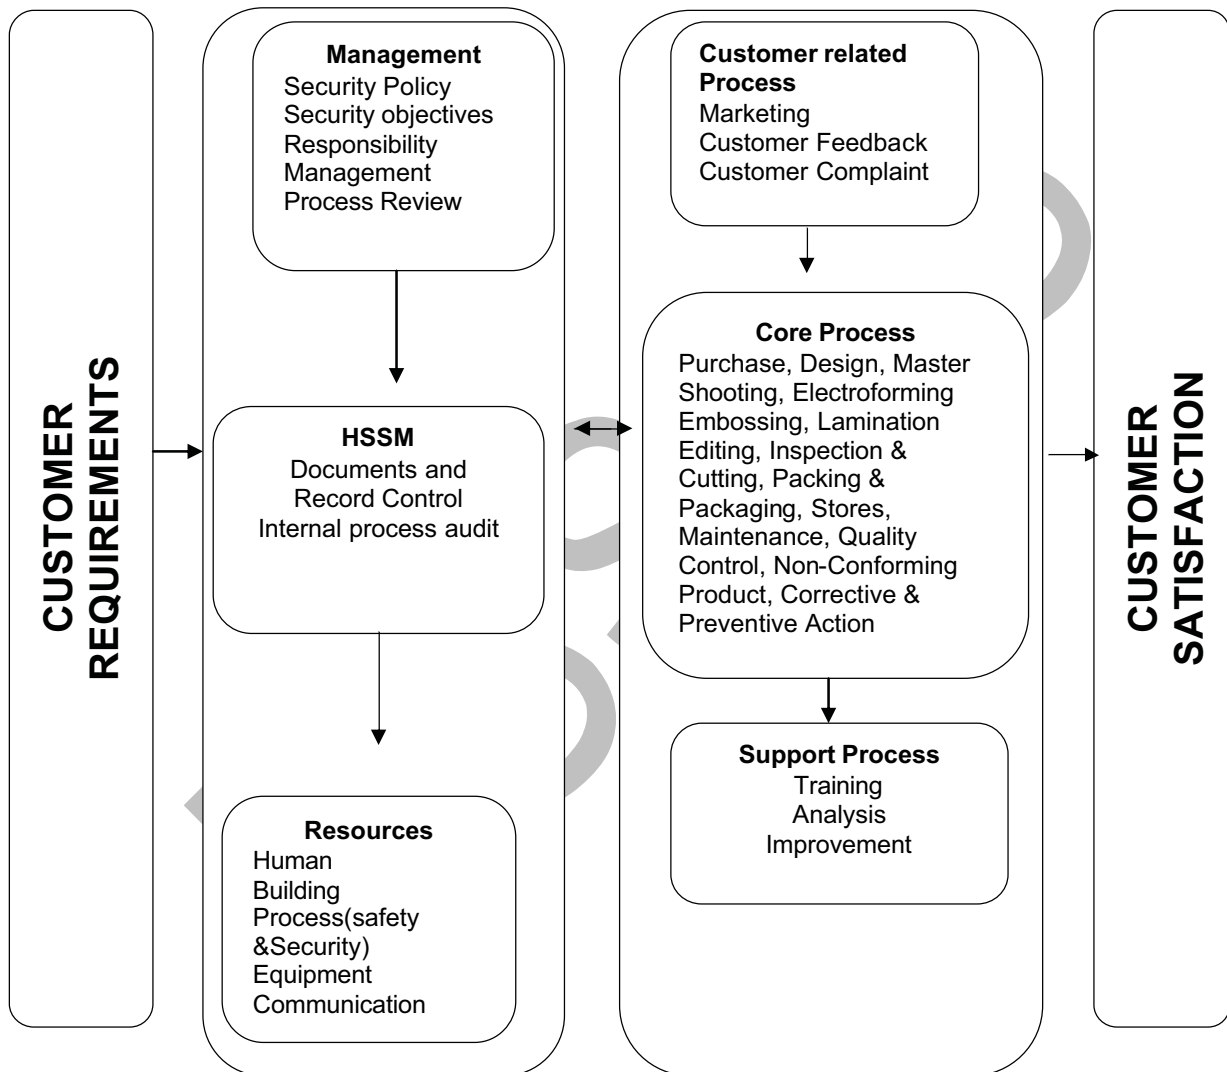 CUSTOMER
REQUIREMENTS
Management
Security Policy
Security objectives
Responsibility
Management
Process Review
HSSM
Documents and
Record Control
Internal process audit
Resources
Human
Building
Process(safety
&Security)
Equipment
Communication
Customer related
Process
Marketing
Customer Feedback
Customer Complaint
Core Process
Purchase, Design, Master
Shooting, Electroforming
Embossing, Lamination
Editing, Inspection &
Cutting, Packing &
Packaging, Stores,
Maintenance, Quality
Control, Non-Conforming
Product, Corrective &
Preventive Action
Support Process
Training
Analysis
Improvement
CUSTOMER
SATISFACTION